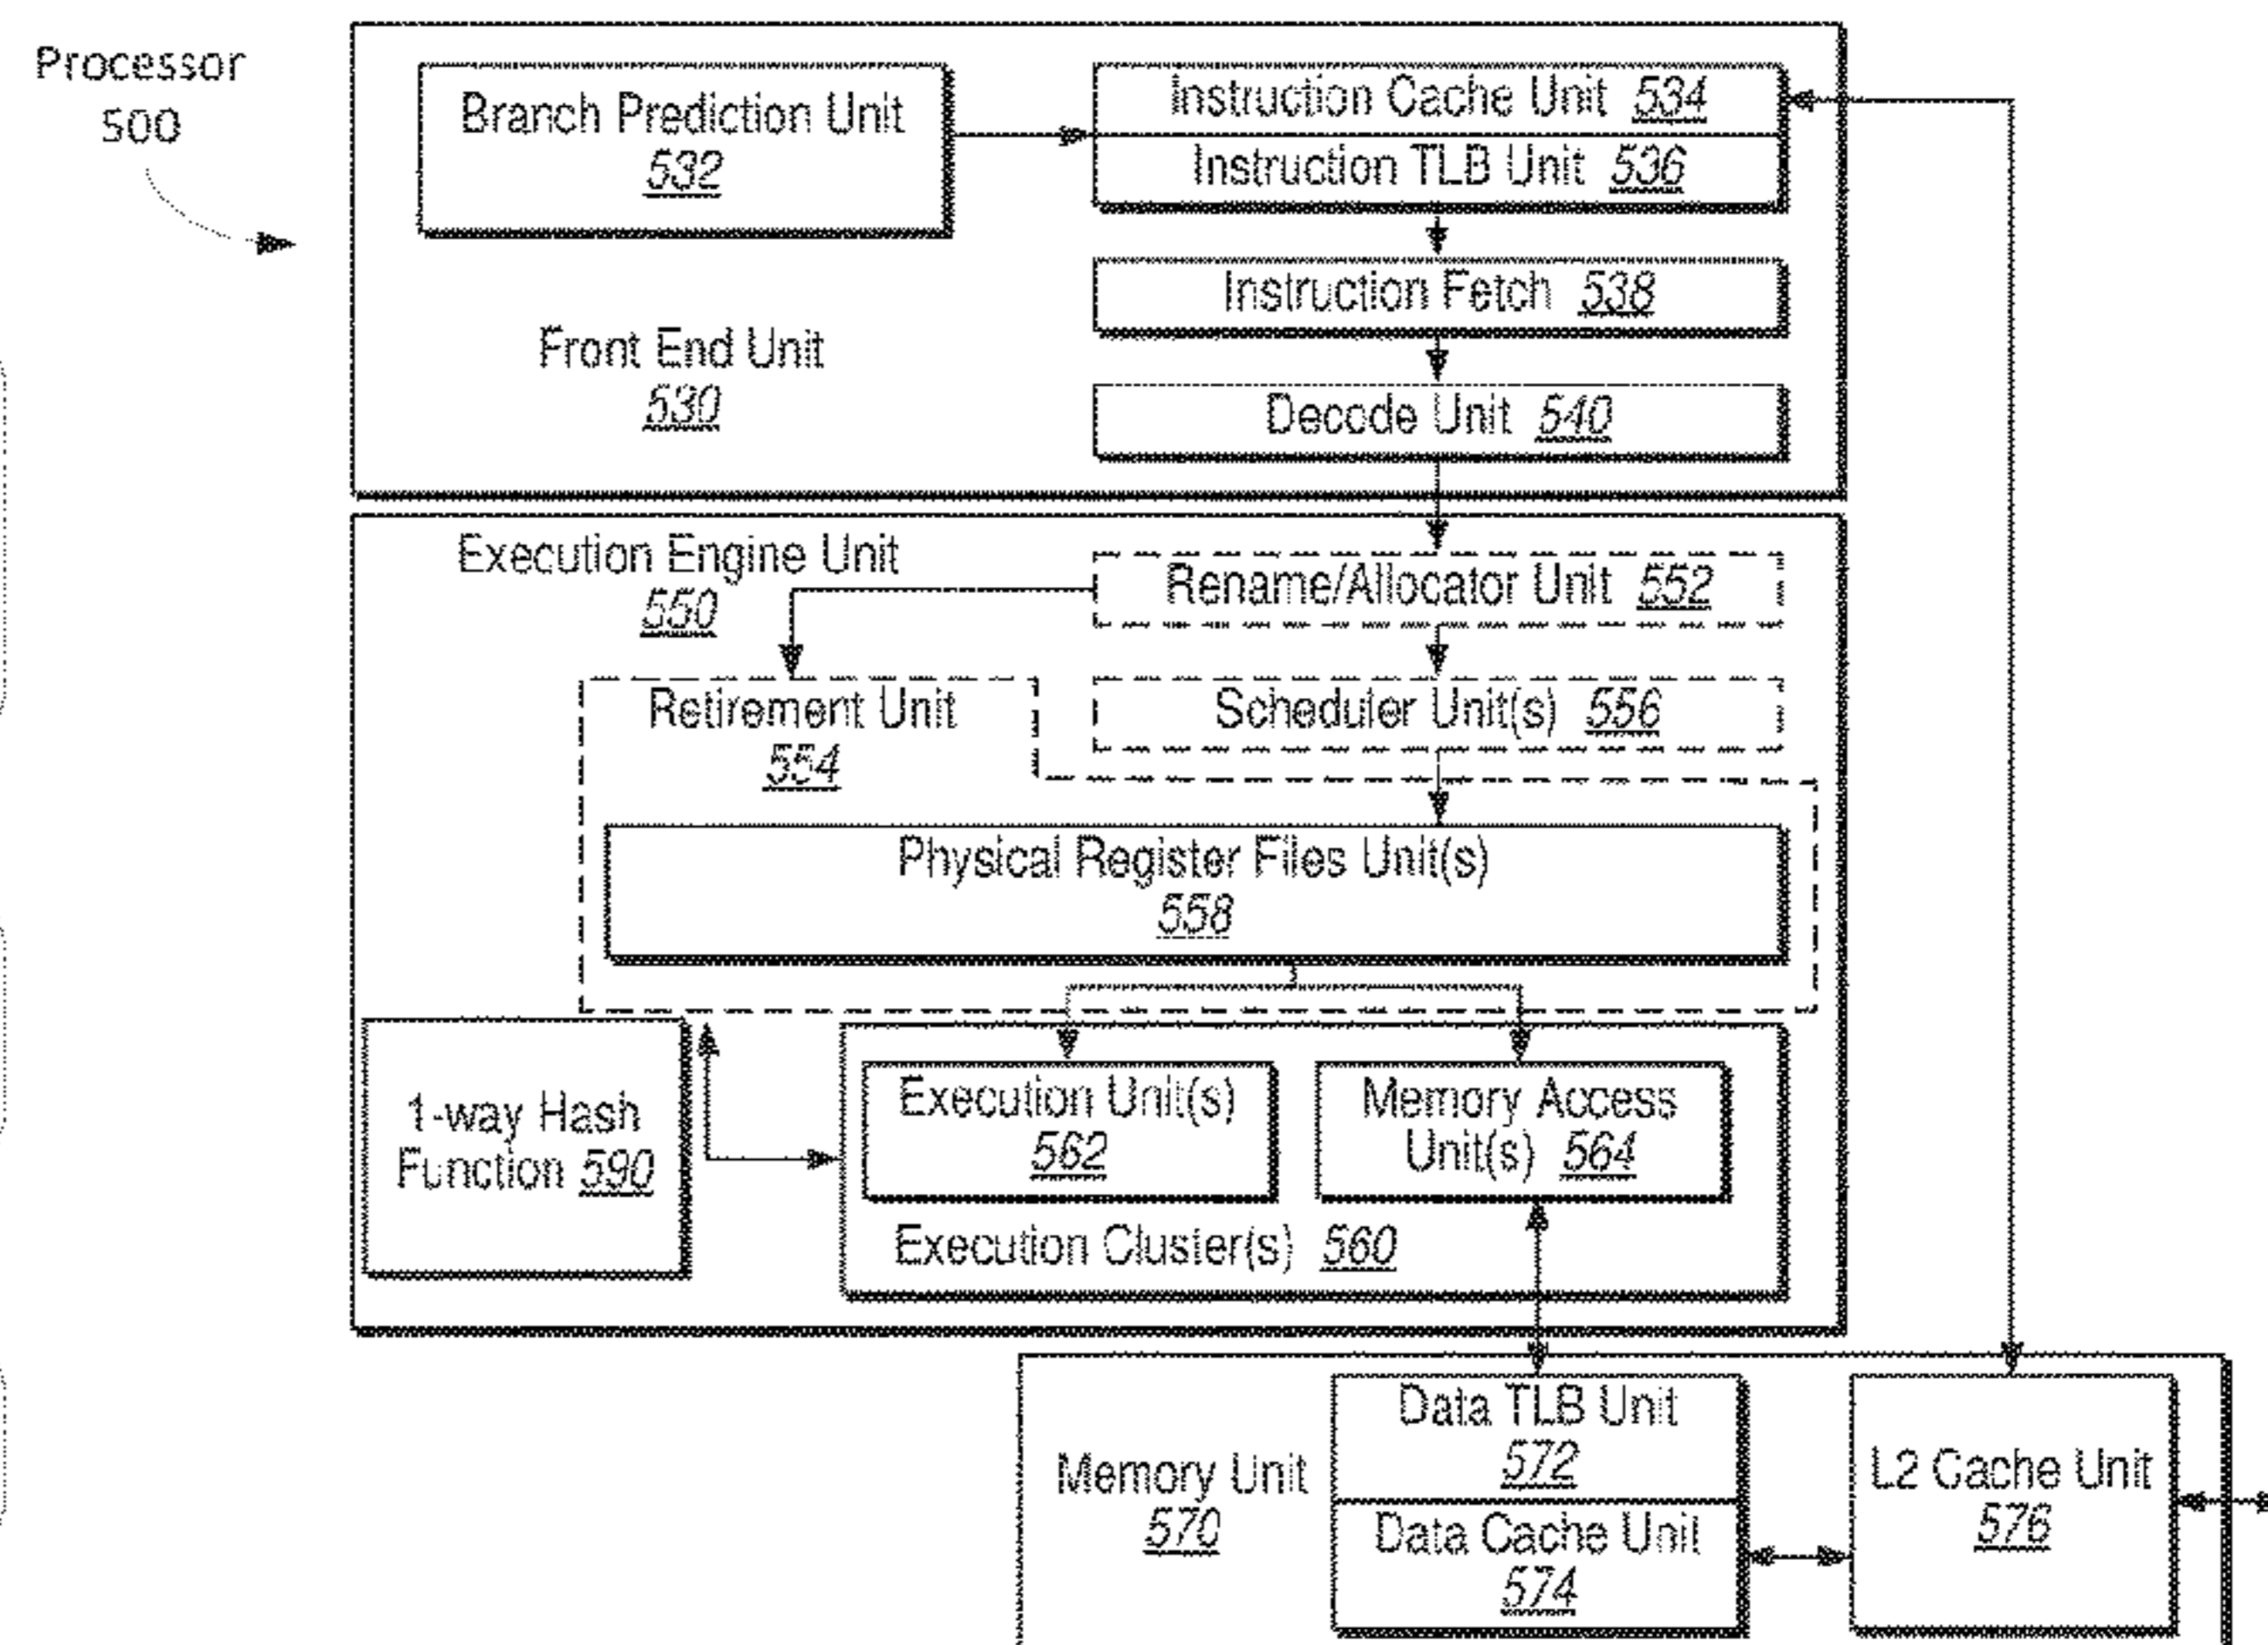 Processor
500
Branch Prediction Unit
532
Instruction Cache Unit 534
Instruction TLB Unit 536
Instruction Fetch 538
Front End Unit
530
Decode Unit 540
Execution Engine Unit
550
Rename/Allocator Unit 552
Retirement Unit
554
Scheduler Unit(s) 556
Physical Register Files Unit(s)
558
1-way Hash
Function 590
Execution Unit(s)
562
Memory Access
Unit(s) 564
Execution Cluster(s) 560
Memory Unit
570
Data TLB Unit
572
Data Cache Unit
574
L2 Cache Unit
576